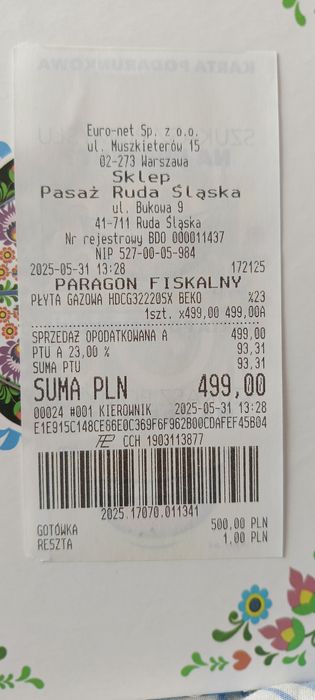 Euro-net Sp. z o.o.
ul. Muszkieterów 15
02-273 Warszawa
Sklep
Pasaż Ruda Śląska
ul. Bukowa 9
41-711 Ruda Śląska
Nr rejestrowy BDO 000011437
NIP 527-00-05-984
2025-05-31 13:28 172125
PARAGON FISKALNY
PŁYTA GAZOWA HDCG32220SX BEKO %23
1szt. x499,00 499,00A
SPRZEDAŻ OPODATKOWANA A 499,00
PTU A 23,00 % 93,31
SUMA PTU 93,31
SUMA PLN 499,00
00024 #001 KIEROWNIK 2025-05-31 13:28
E1E915C148CE86E0C369F6F962B00CDAFEF45B04
CCH 1903113877
2025.17070.011341
GOTÓWKA 500,00 PLN
RESZTA 1,00 PLN